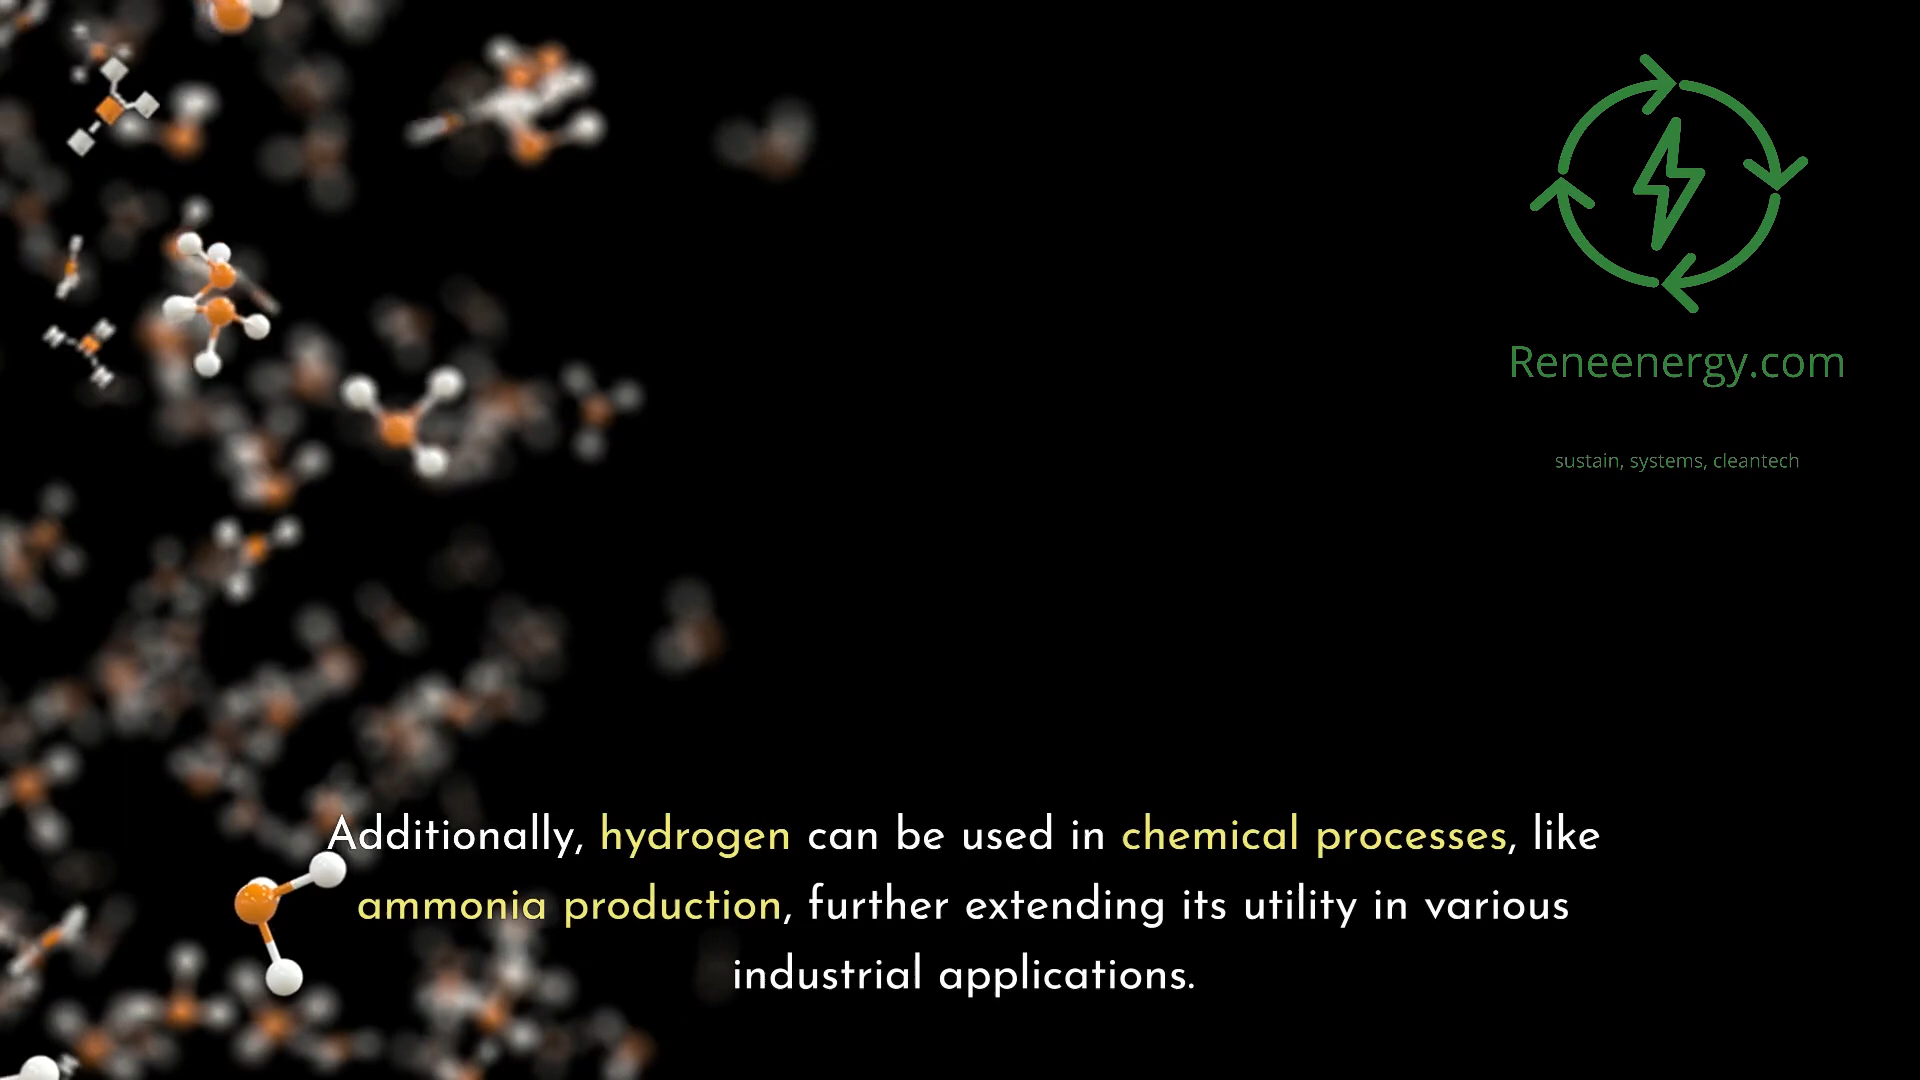 Reneenergy.com
sustain, systems, cleantech
Additionally, hydrogen can be used in chemical processes, like
ammonia production, further extending its utility in various
industrial applications.